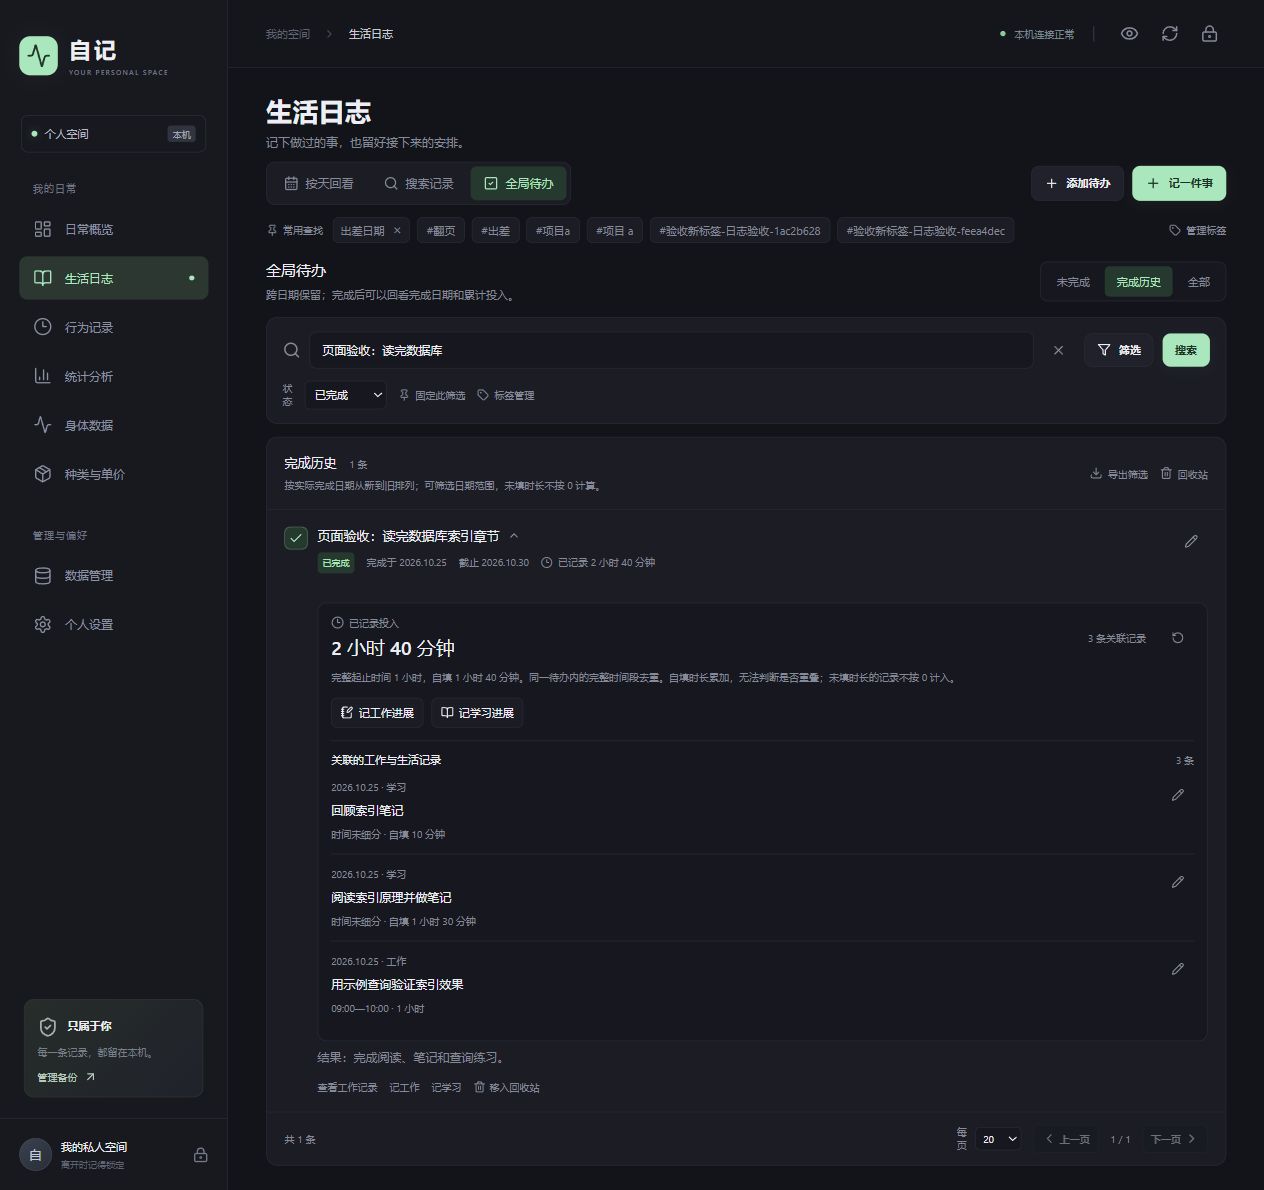 自记
YOUR PERSONAL SPACE
个人空间
本机
我的日常
日常概览
生活日志
行为记录
统计分析
身体数据
种类与单价
管理与偏好
数据管理
个人设置
只属于你
每一条记录，都留在本机。
管理备份
自
我的私人空间
离开时记得锁定
我的空间
生活日志
本机连接正常
生活日志
记下做过的事，也留好接下来的安排。
按天回看
搜索记录
全局待办
添加待办
记一件事
常用查找
出差日期 ×
#翻页
#出差
#项目a
#项目 a
#验收新标签-日志验收-1ac2b628
#验收新标签-日志验收-feea4dec
管理标签
全局待办
跨日期保留；完成后可以回看完成日期和累计投入。
未完成
完成历史
全部
页面验收：读完数据库
筛选
搜索
状态
已完成
固定此筛选
标签管理
完成历史 1 条
按实际完成日期从新到旧排列；可筛选日期范围，未填时长不按 0 计算。
导出筛选
回收站
页面验收：读完数据库索引章节
已完成
完成于 2026.10.25
截止 2026.10.30
已记录 2 小时 40 分钟
已记录投入
2 小时 40 分钟
3 条关联记录
完整起止时间 1 小时，自填 1 小时 40 分钟。同一待办内的完整时间段去重。自填时长累加，无法判断是否重叠；未填时长的记录不按 0 计入。
记工作进展
记学习进展
关联的工作与生活记录
3 条
2026.10.25 · 学习
回顾索引笔记
时间未细分 · 自填 10 分钟
2026.10.25 · 学习
阅读索引原理并做笔记
时间未细分 · 自填 1 小时 30 分钟
2026.10.25 · 工作
用示例查询验证索引效果
09:00—10:00 · 1 小时
结果：完成阅读、笔记和查询练习。
查看工作记录
记工作
记学习
移入回收站
共 1 条
每页
20
上一页
1 / 1
下一页